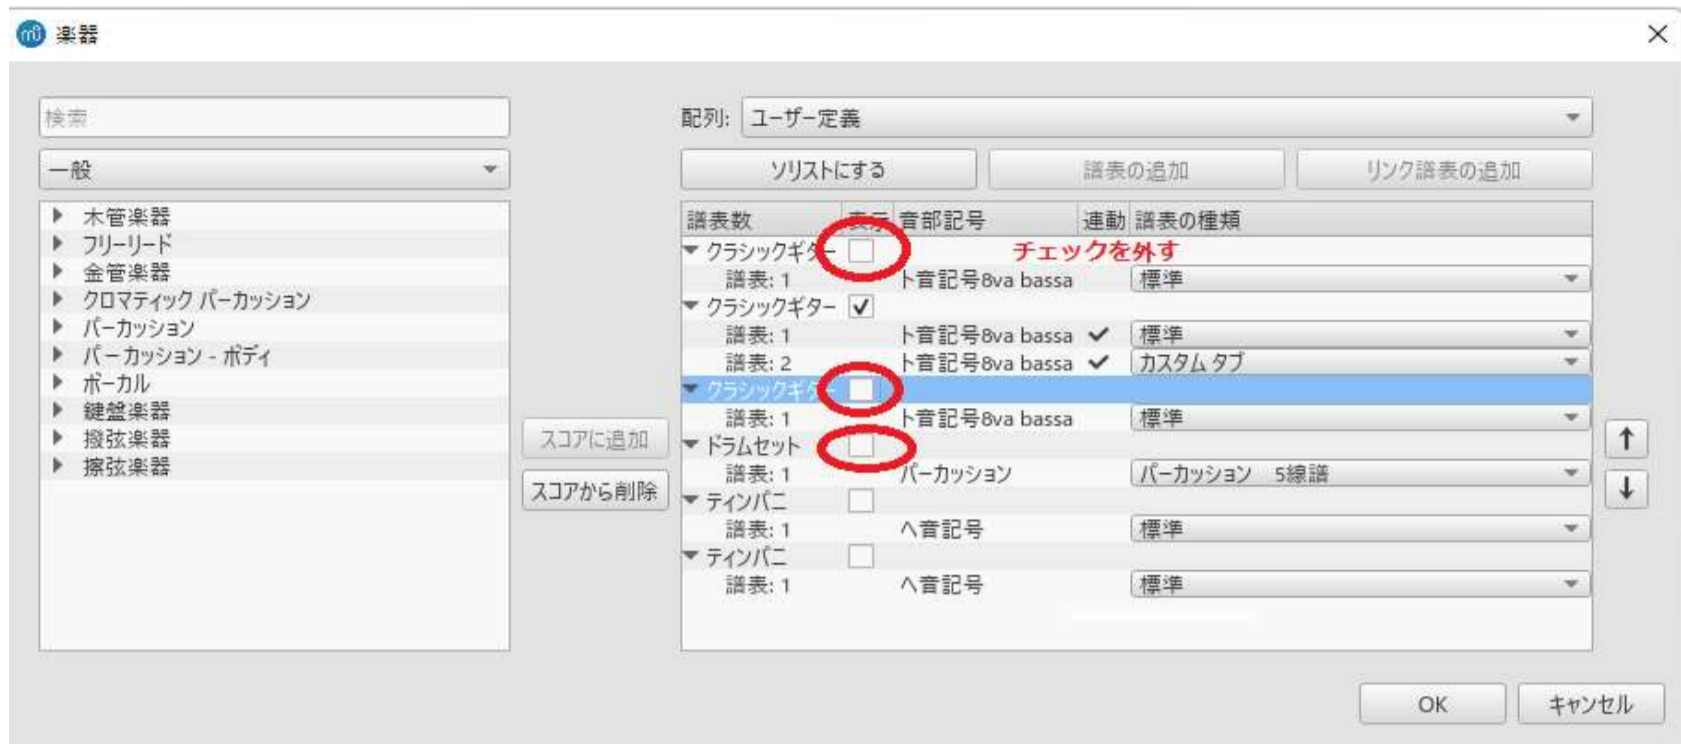 楽器
検索
配列: ユーザー定義
一般
ソリストにする 譜表の追加 リンク譜表の追加
木管楽器
フリーリード
金管楽器
クロマティック パーカッション
パーカッション
パーカッション - ボディ
ボーカル
鍵盤楽器
撥弦楽器
擦弦楽器
スコアに追加
スコアから削除
譜表数 表示 音部記号 連動 譜表の種類
クラシックギター チェックを外す
譜表: 1 ト音記号8va bassa 標準
クラシックギター
譜表: 1 ト音記号8va bassa 標準
譜表: 2 ト音記号8va bassa カスタム タブ
クラシックギター
譜表: 1 ト音記号8va bassa 標準
ドラムセット
譜表: 1 パーカッション パーカッション 5線譜
ティンパニ
譜表: 1 ヘ音記号 標準
ティンパニ
譜表: 1 ヘ音記号 標準
OK キャンセル